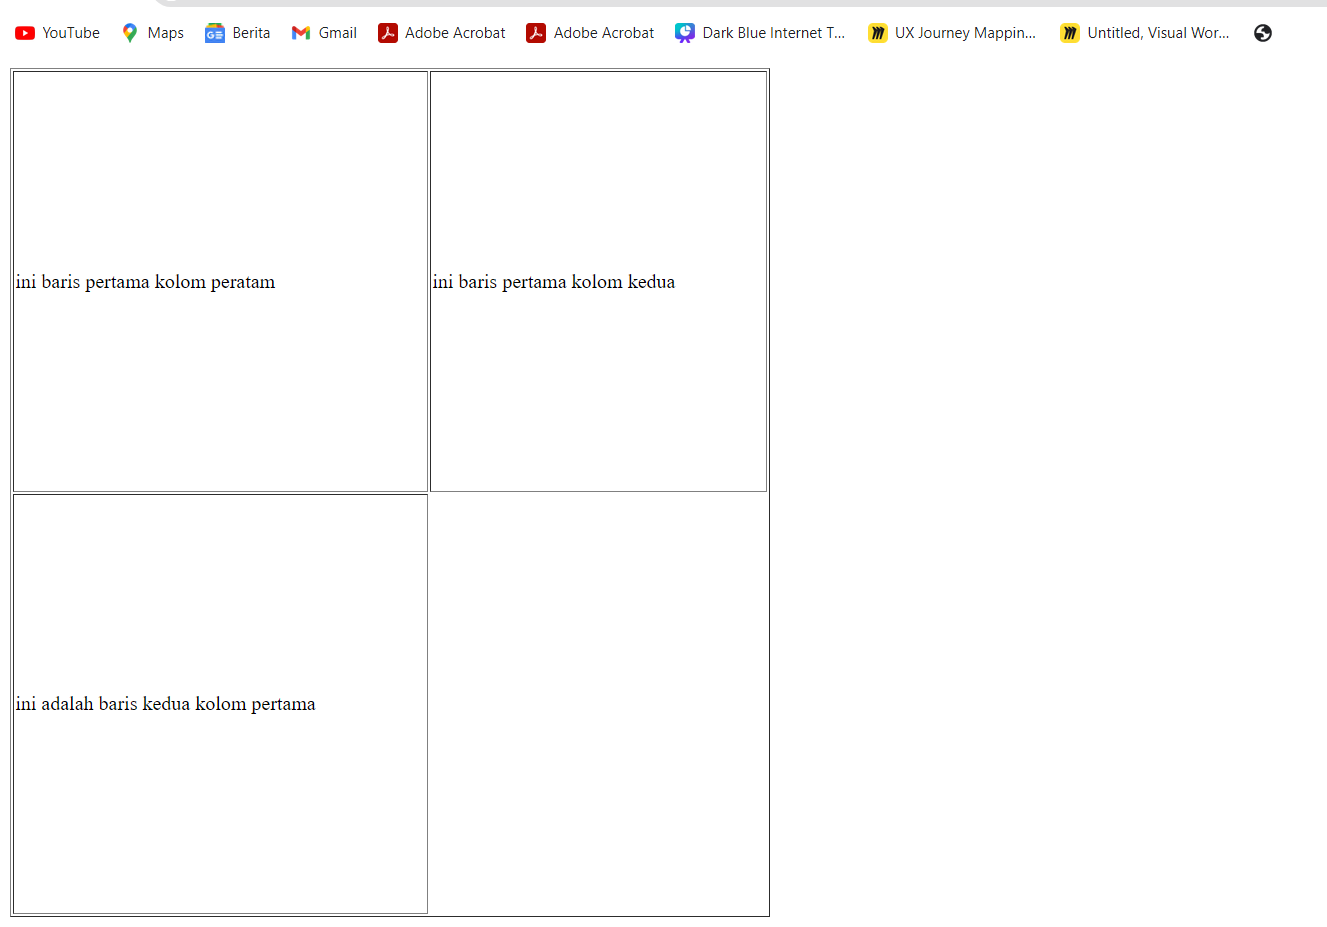 YouTube Maps Berita Gmail Adobe Acrobat Adobe Acrobat Dark Blue Internet T... UX Journey Mappin... Untitled, Visual Wor...
ini baris pertama kolom peratam ini baris pertama kolom kedua
ini adalah baris kedua kolom pertama